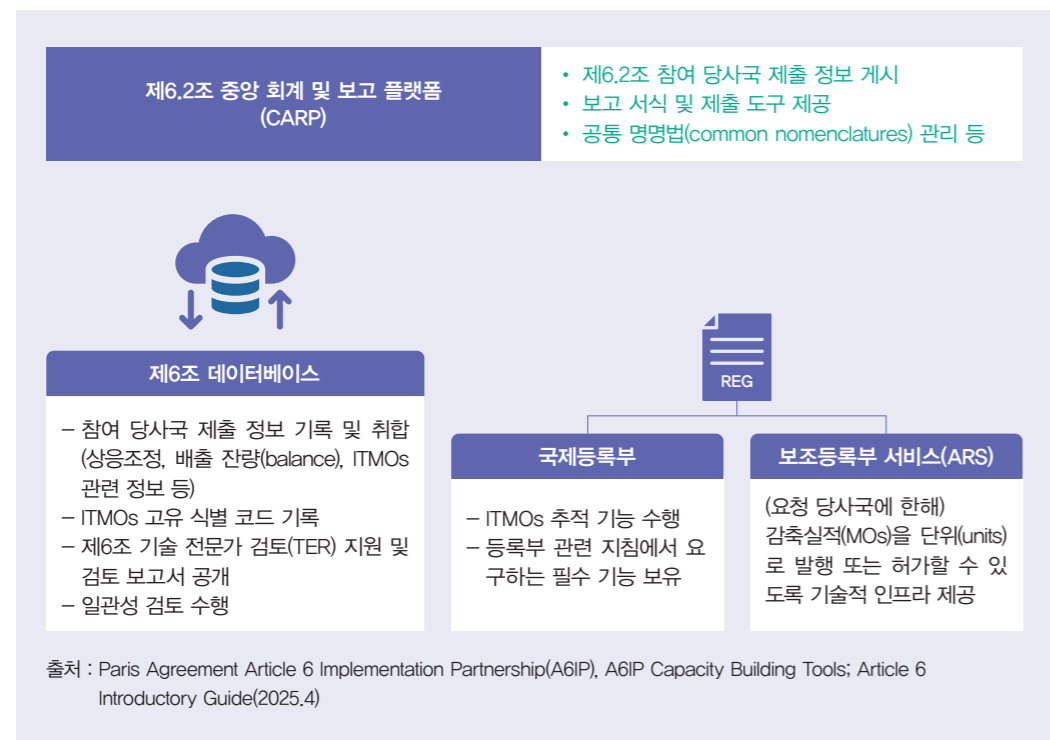 제6.2조 중앙 회계 및 보고 플랫폼
(CARP)
• 제6.2조 참여 당사국 제출 정보 게시
• 보고 서식 및 제출 도구 제공
• 공통 명명법(common nomenclatures) 관리 등
제6조 데이터베이스
– 참여 당사국 제출 정보 기록 및 취합
(상응조정, 배출 잔량(balance), ITMOs
관련 정보 등)
– ITMOs 고유 식별 코드 기록
– 제6조 기술 전문가 검토(TER) 지원 및
검토 보고서 공개
– 일관성 검토 수행
REG
국제등록부
– ITMOs 추적 기능 수행
– 등록부 관련 지침에서 요
구하는 필수 기능 보유
보조등록부 서비스(ARS)
(요청 당사국에 한해)
감축실적(MOs)을 단위(units)
로 발행 또는 허가할 수 있
도록 기술적 인프라 제공
출처 : Paris Agreement Article 6 Implementation Partnership(A6IP), A6IP Capacity Building Tools; Article 6
Introductory Guide(2025.4)